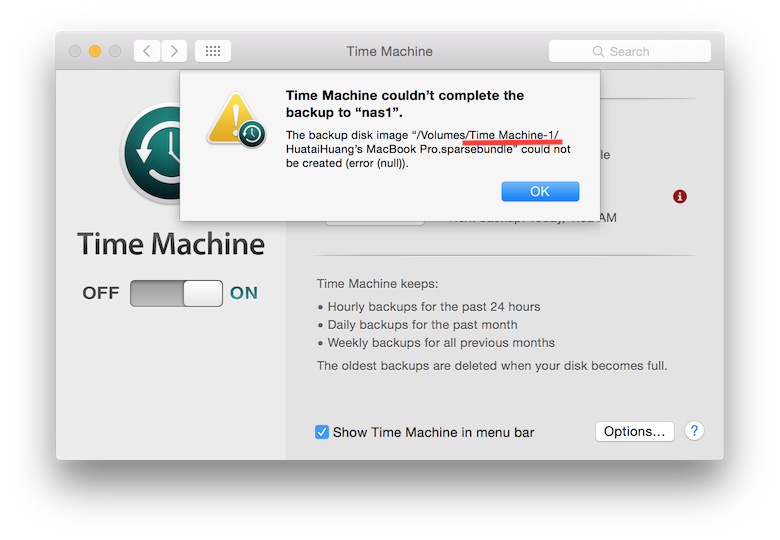 Time Machine
Search
Time Machine couldn’t complete the
backup to “nas1”.
The backup disk image “/Volumes/Time Machine-1/
HuataiHuang’s MacBook Pro.sparsebundle” could not
be created (error (null)).
OK
Time Machine
OFF
ON
Time Machine keeps:
• Hourly backups for the past 24 hours
• Daily backups for the past month
• Weekly backups for all previous months
The oldest backups are deleted when your disk becomes full.
Show Time Machine in menu bar
Options...
?